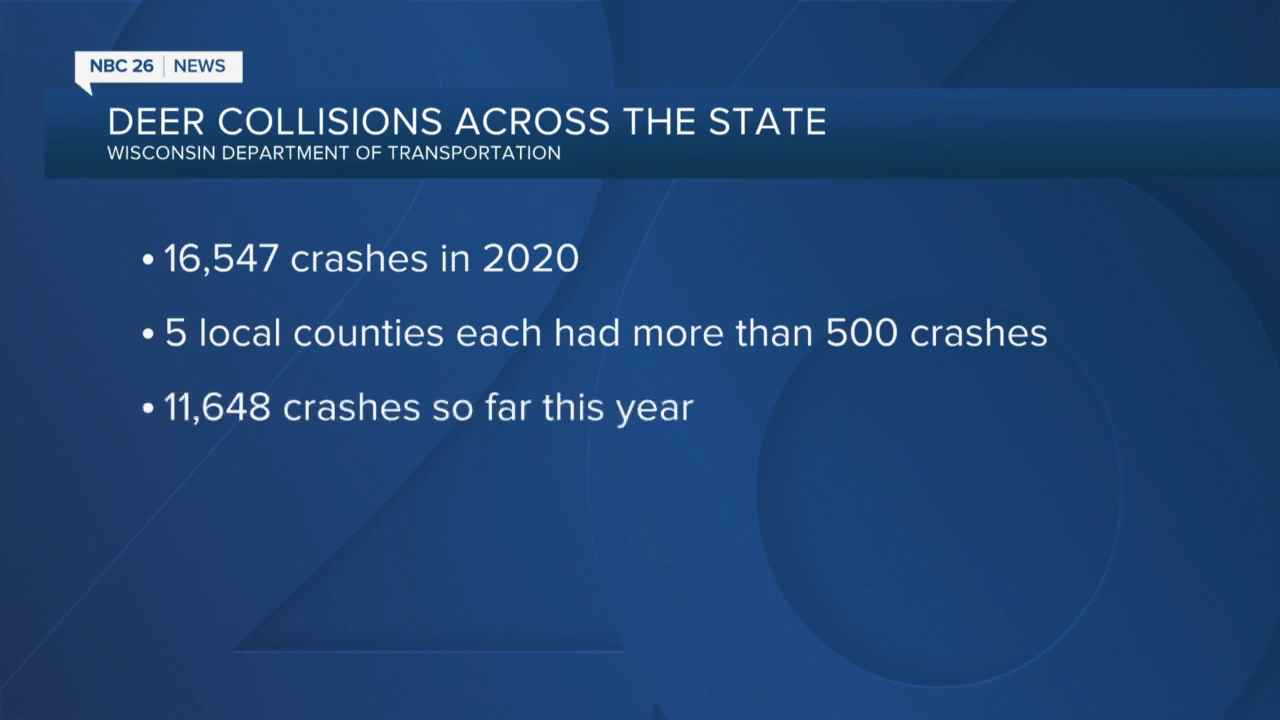 NBC 26 | NEWS
DEER COLLISIONS ACROSS THE STATE
WISCONSIN DEPARTMENT OF TRANSPORTATION
• 16,547 crashes in 2020
• 5 local counties each had more than 500 crashes
• 11,648 crashes so far this year